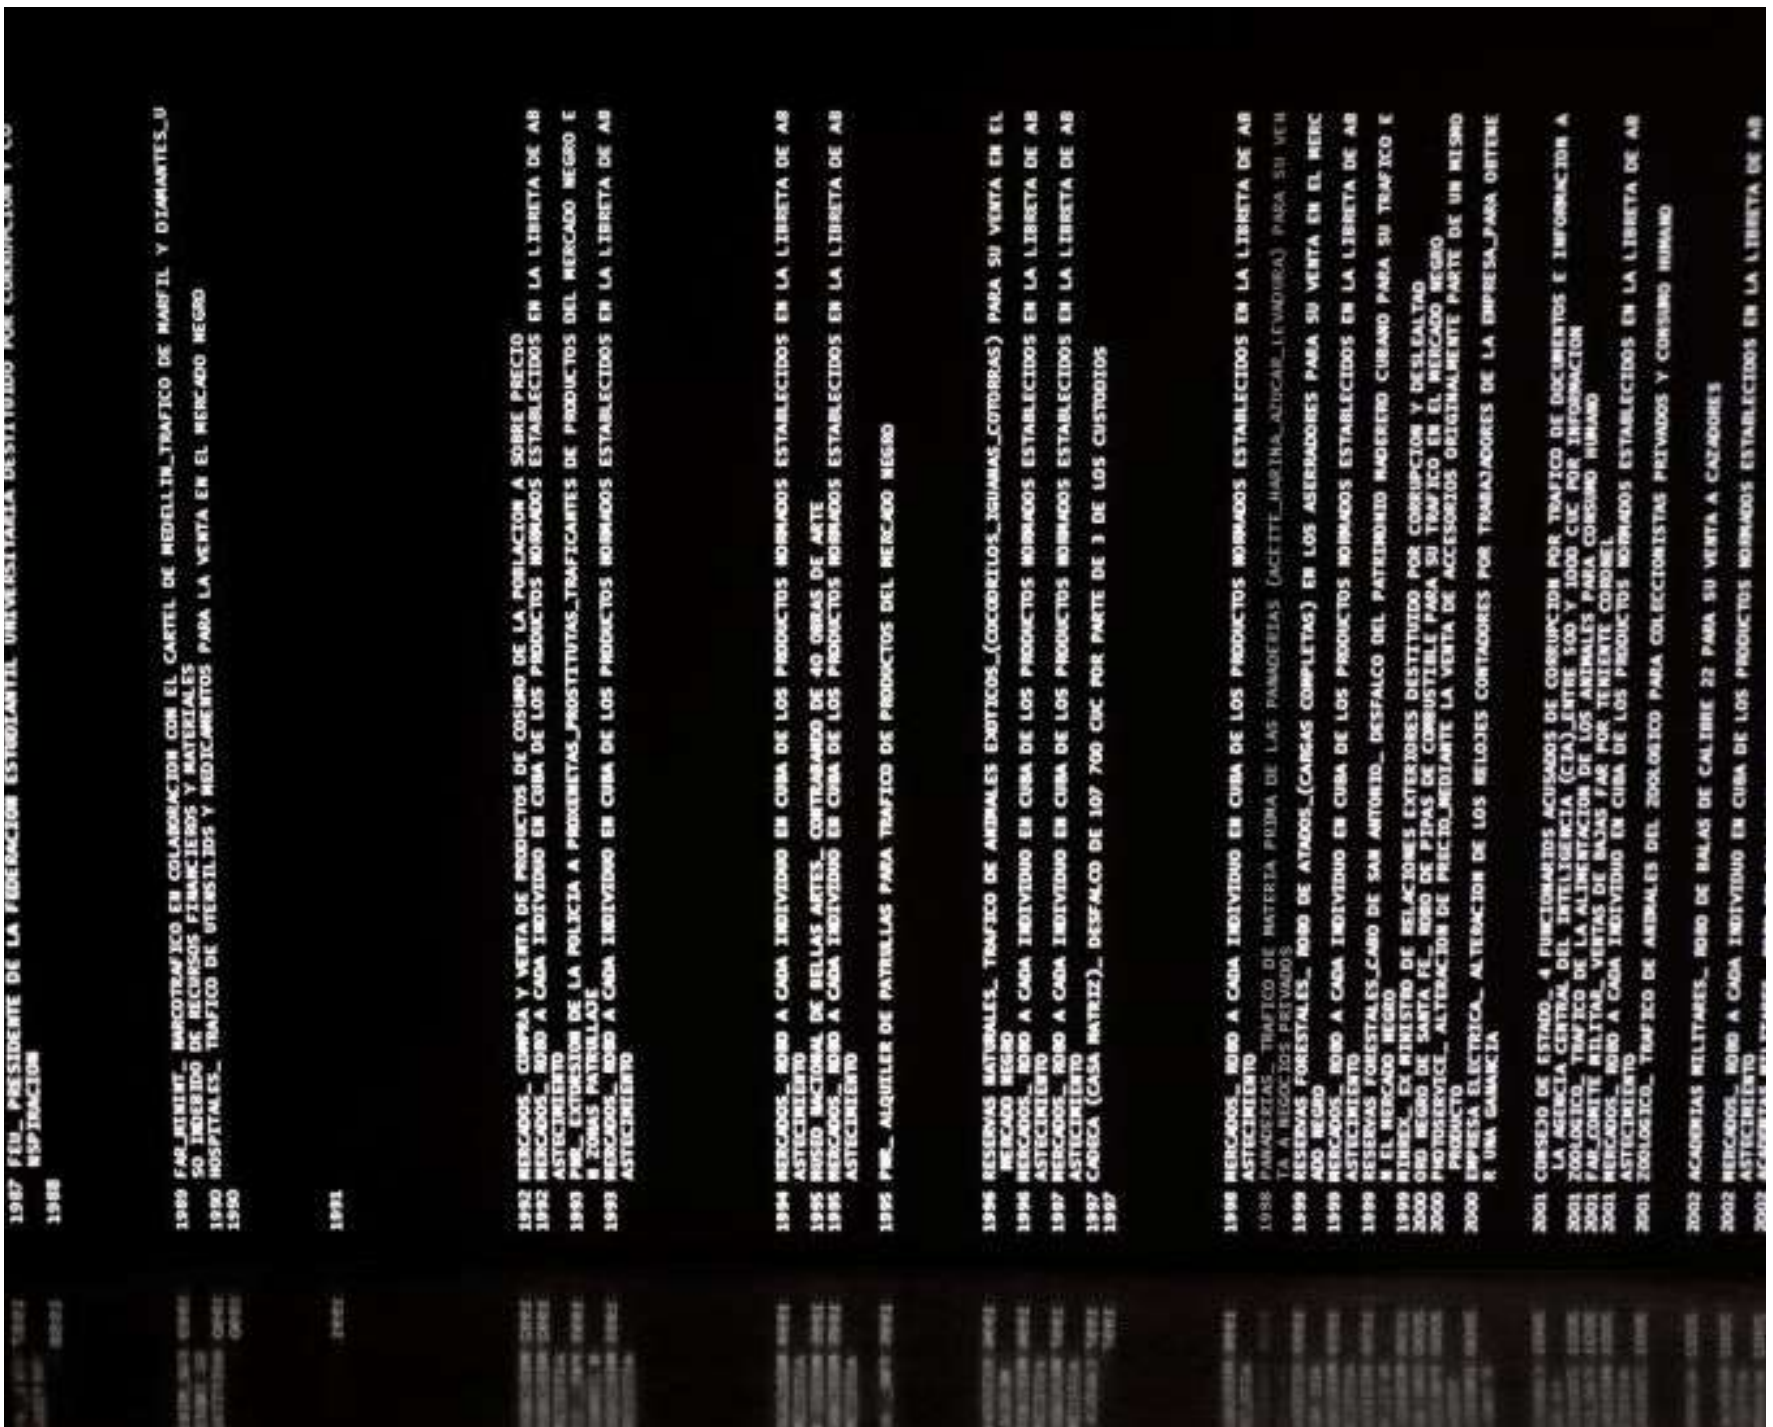 1987 FEU_ PRESIDENTE DE LA FEDERACION ESTUDIANTIL UNIVERSITARIA DESTITUIDO POR
NSPIRACION
1988
1989 FAR_MININT_ NARCOTRAFICO EN COLABORACION CON EL CARTEL DE MEDELLIN_TRAFICO DE MARFIL Y DIAMANTES_U
SO INDEBIDO DE RECURSOS FINANCIEROS Y MATERIALES
1990 HOSPITALES_ TRAFICO DE UTENSILIOS Y MEDICAMENTOS PARA LA VENTA EN EL MERCADO NEGRO
1990
1991
1992 MERCADOS_ COMPRA Y VENTA DE PRODUCTOS DE COSUMO DE LA POBLACION A SOBRE PRECIO
1992 MERCADOS_ ROBO A CADA INDIVIDUO EN CUBA DE LOS PRODUCTOS NORMADOS ESTABLECIDOS EN LA LIBRETA DE AB
ASTECIMIENTO
1993 PNR_ EXTORSION DE LA POLICIA A PROXENETAS_PROSTITUTAS_TRAFICANTES DE PRODUCTOS DEL MERCADO NEGRO E
N ZONAS PATRULLAJE
1993 MERCADOS_ ROBO A CADA INDIVIDUO EN CUBA DE LOS PRODUCTOS NORMADOS ESTABLECIDOS EN LA LIBRETA DE AB
ASTECIMIENTO
1994 MERCADOS_ ROBO A CADA INDIVIDUO EN CUBA DE LOS PRODUCTOS NORMADOS ESTABLECIDOS EN LA LIBRETA DE AB
ASTECIMIENTO
1995 MUSEO NACIONAL DE BELLAS ARTES_ CONTRABANDO DE 40 OBRAS DE ARTE
1995 MERCADOS_ ROBO A CADA INDIVIDUO EN CUBA DE LOS PRODUCTOS NORMADOS ESTABLECIDOS EN LA LIBRETA DE AB
ASTECIMIENTO
1995 PNR_ ALQUILER DE PATRULLAS PARA TRAFICO DE PRODUCTOS DEL MERCADO NEGRO
1996 RESERVAS NATURALES_ TRAFICO DE ANIMALES EXOTICOS_(COCODRILOS_IGUANAS_COTORRAS) PARA SU VENTA EN EL
MERCADO NEGRO
1996 MERCADOS_ ROBO A CADA INDIVIDUO EN CUBA DE LOS PRODUCTOS NORMADOS ESTABLECIDOS EN LA LIBRETA DE AB
ASTECIMIENTO
1997 MERCADOS_ ROBO A CADA INDIVIDUO EN CUBA DE LOS PRODUCTOS NORMADOS ESTABLECIDOS EN LA LIBRETA DE AB
ASTECIMIENTO
1997 CADECA (CASA MATRIZ)_ DESFALCO DE 107 700 CUC POR PARTE DE 3 DE LOS CUSTODIOS
1997
1998 MERCADOS_ ROBO A CADA INDIVIDUO EN CUBA DE LOS PRODUCTOS NORMADOS ESTABLECIDOS EN LA LIBRETA DE AB
ASTECIMIENTO
1998 PANADERIAS_ TRAFICO DE MATERIA PRIMA DE LAS PANADERIAS (ACEITE_HARINA_AZUCAR_LEVADURA) PARA SU VEN
TA A NEGOCIOS PRIVADOS
1999 RESERVAS FORESTALES_ ROBO DE ATADOS_(CARGAS COMPLETAS) EN LOS ASERRADORES PARA SU VENTA EN EL MERC
ADO NEGRO
1999 MERCADOS_ ROBO A CADA INDIVIDUO EN CUBA DE LOS PRODUCTOS NORMADOS ESTABLECIDOS EN LA LIBRETA DE AB
ASTECIMIENTO
1999 RESERVAS FORESTALES_CABO DE SAN ANTONIO_ DESFALCO DEL PATRIMONIO MADERERO CUBANO PARA SU TRAFICO E
N EL MERCADO NEGRO
1999 MINREX_ EX MINISTRO DE RELACIONES EXTERIORES DESTITUIDO POR CORRUPCION Y DESLEALTAD
2000 ORO NEGRO DE SANTA FE_ ROBO DE PIPAS DE COMBUSTIBLE PARA SU TRAFICO EN EL MERCADO NEGRO
2000 PHOTOSERVICE_ ALTERACION DE PRECIO_MEDIANTE LA VENTA DE ACCESORIOS ORIGINALMENTE PARTE DE UN MISMO
PRODUCTO
2000 EMPRESA ELECTRICA_ ALTERACION DE LOS RELOJES CONTADORES POR TRABAJADORES DE LA EMPRESA_PARA OBTENE
R UNA GANANCIA
2001 CONSEJO DE ESTADO_ 4 FUNCIONARIOS ACUSADOS DE CORRUPCION POR TRAFICO DE DOCUMENTOS E INFORMACION A
LA AGENCIA CENTRAL DEL INTELIGENCIA (CIA)_ENTRE 500 Y 1000 CUC POR INFORMACION
2001 ZOOLOGICO_ TRAFICO DE LA ALIMENTACION DE LOS ANIMALES PARA CONSUMO HUMANO
2001 FAR_COMITE MILITAR_ VENTAS DE BAJAS FAR POR TENIENTE CORONEL
2001 MERCADOS_ ROBO A CADA INDIVIDUO EN CUBA DE LOS PRODUCTOS NORMADOS ESTABLECIDOS EN LA LIBRETA DE AB
ASTECIMIENTO
2001 ZOOLOGICO_ TRAFICO DE ANIMALES DEL ZOOLOGICO PARA COLECCIONISTAS PRIVADOS Y CONSUMO HUMANO
2002 ACADEMIAS MILITARES_ ROBO DE BALAS DE CALIBRE 22 PARA SU VENTA A CAZADORES
2002 MERCADOS_ ROBO A CADA INDIVIDUO EN CUBA DE LOS PRODUCTOS NORMADOS ESTABLECIDOS EN LA LIBRETA DE AB
ASTECIMIENTO
2002